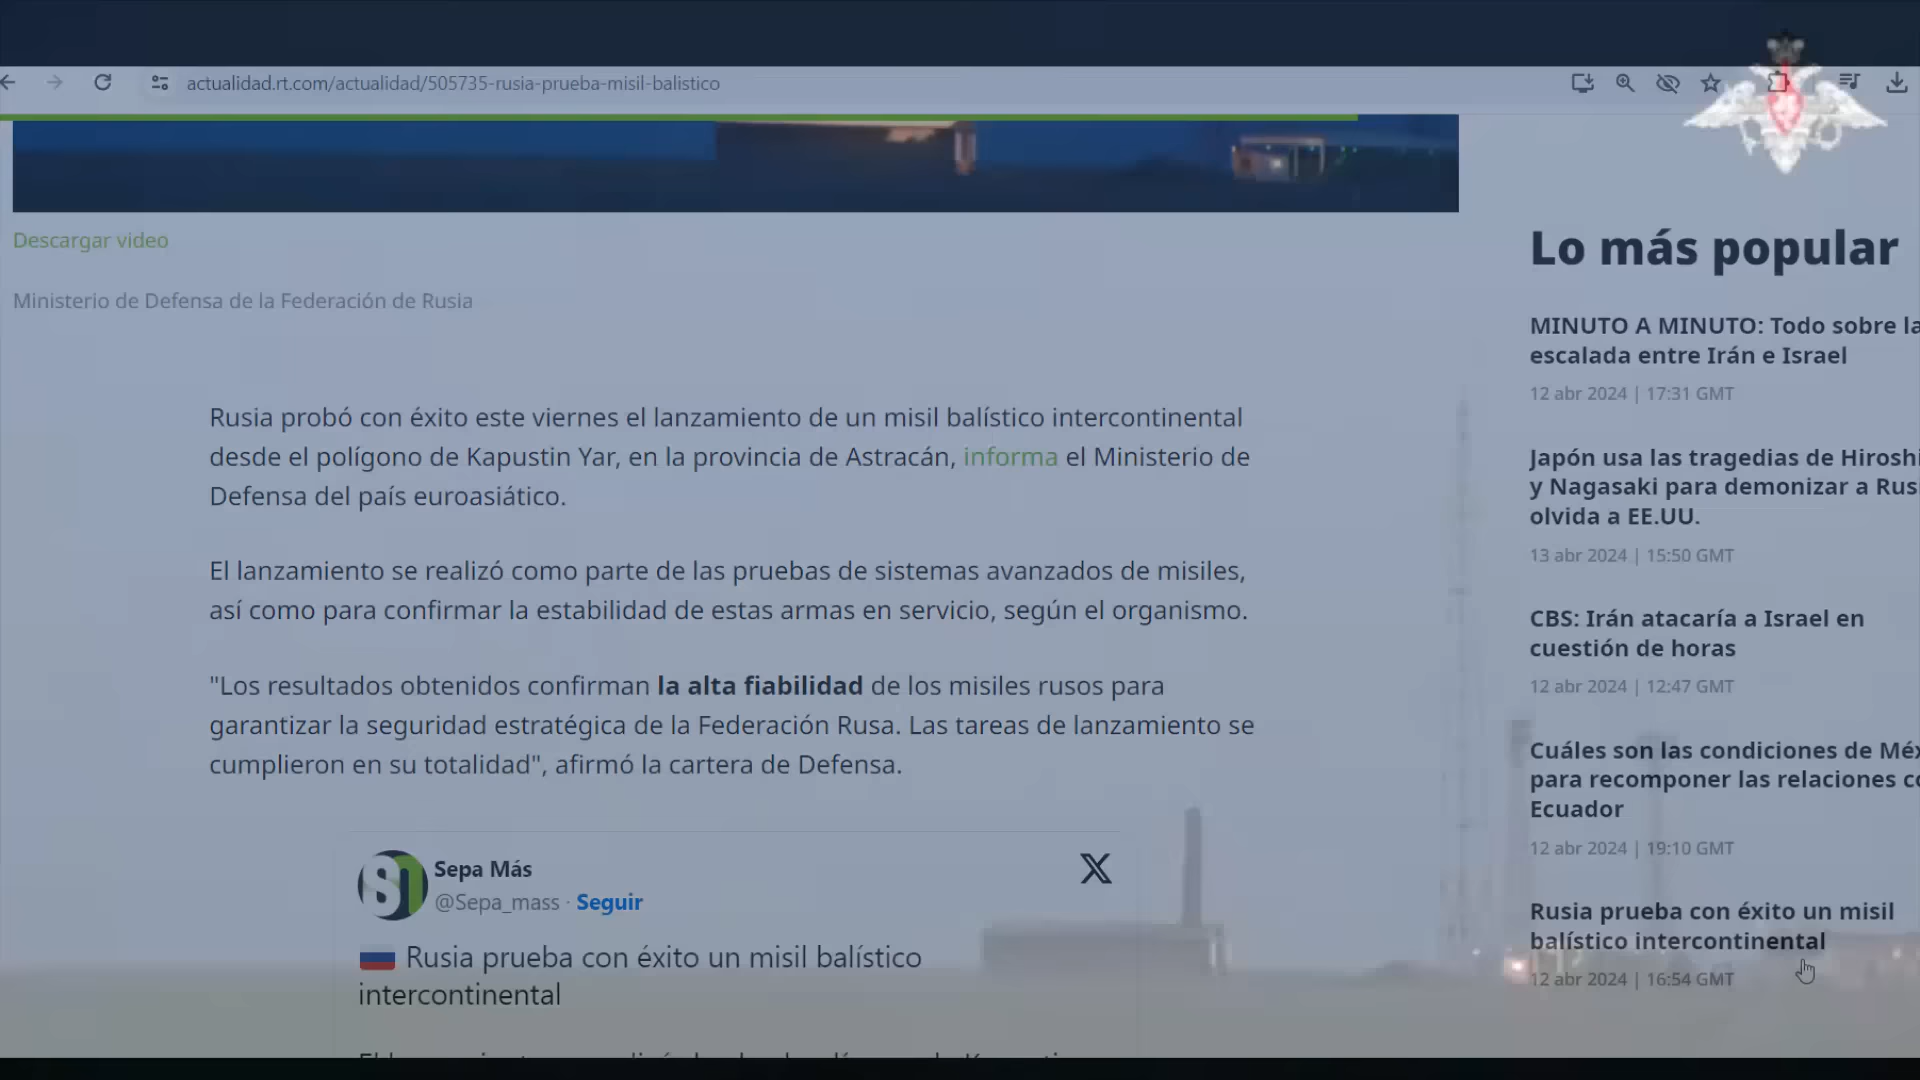 actualidad.rt.com/actualidad/505735-rusia-prueba-misil-balistico
Descargar video
Ministerio de Defensa de la Federación de Rusia
Rusia probó con éxito este viernes el lanzamiento de un misil balístico intercontinental
desde el polígono de Kapustin Yar, en la provincia de Astracán, informa el Ministerio de
Defensa del país euroasiático.
El lanzamiento se realizó como parte de las pruebas de sistemas avanzados de misiles,
así como para confirmar la estabilidad de estas armas en servicio, según el organismo.
"Los resultados obtenidos confirman la alta fiabilidad de los misiles rusos para
garantizar la seguridad estratégica de la Federación Rusa. Las tareas de lanzamiento se
cumplieron en su totalidad", afirmó la cartera de Defensa.
Sepa Más
@Sepa_mass · Seguir
Rusia prueba con éxito un misil balístico
intercontinental
Lo más popular
MINUTO A MINUTO: Todo sobre la
escalada entre Irán e Israel
12 abr 2024 | 17:31 GMT
Japón usa las tragedias de Hiroshi
y Nagasaki para demonizar a Rus
olvida a EE.UU.
13 abr 2024 | 15:50 GMT
CBS: Irán atacaría a Israel en
cuestión de horas
12 abr 2024 | 12:47 GMT
Cuáles son las condiciones de Méx
para recomponer las relaciones co
Ecuador
12 abr 2024 | 19:10 GMT
Rusia prueba con éxito un misil
balístico intercontinental
12 abr 2024 | 16:54 GMT